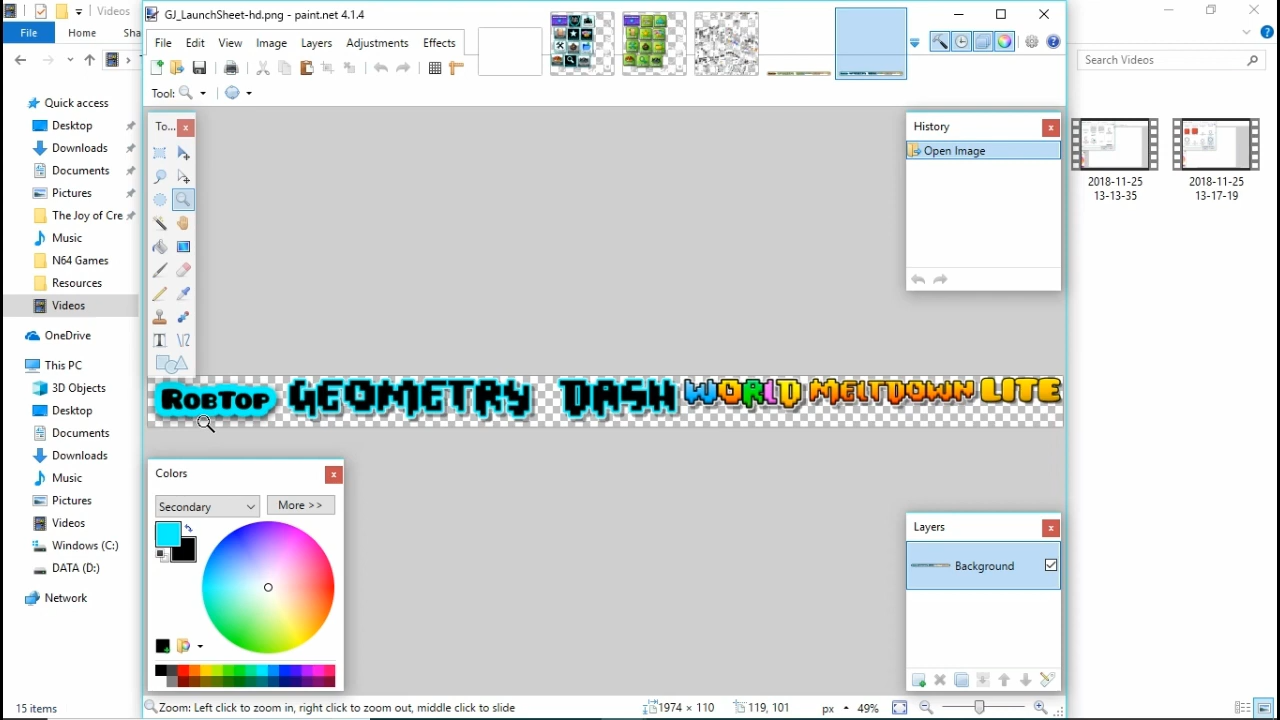 Videos
File
Home
Sha
Quick access
Desktop
Downloads
Documents
Pictures
The Joy of Cre
Music
N64 Games
Resources
Videos
OneDrive
This PC
3D Objects
Desktop
Documents
Downloads
Music
Pictures
Videos
Windows (C:)
DATA (D:)
Network
15 items
GJ_LaunchSheet-hd.png - paint.net 4.1.4
File Edit View Image Layers Adjustments Effects
Tool:
To...
ROBTOP GEOMETRY DASH WORLD MELTDOWN LITE
Colors
Secondary
More >>
History
Open Image
Layers
Background
Zoom: Left click to zoom in, right click to zoom out, middle click to slide
1974 × 110
119, 101
px
49%
Search Videos
2018-11-25
13-13-35
2018-11-25
13-17-19